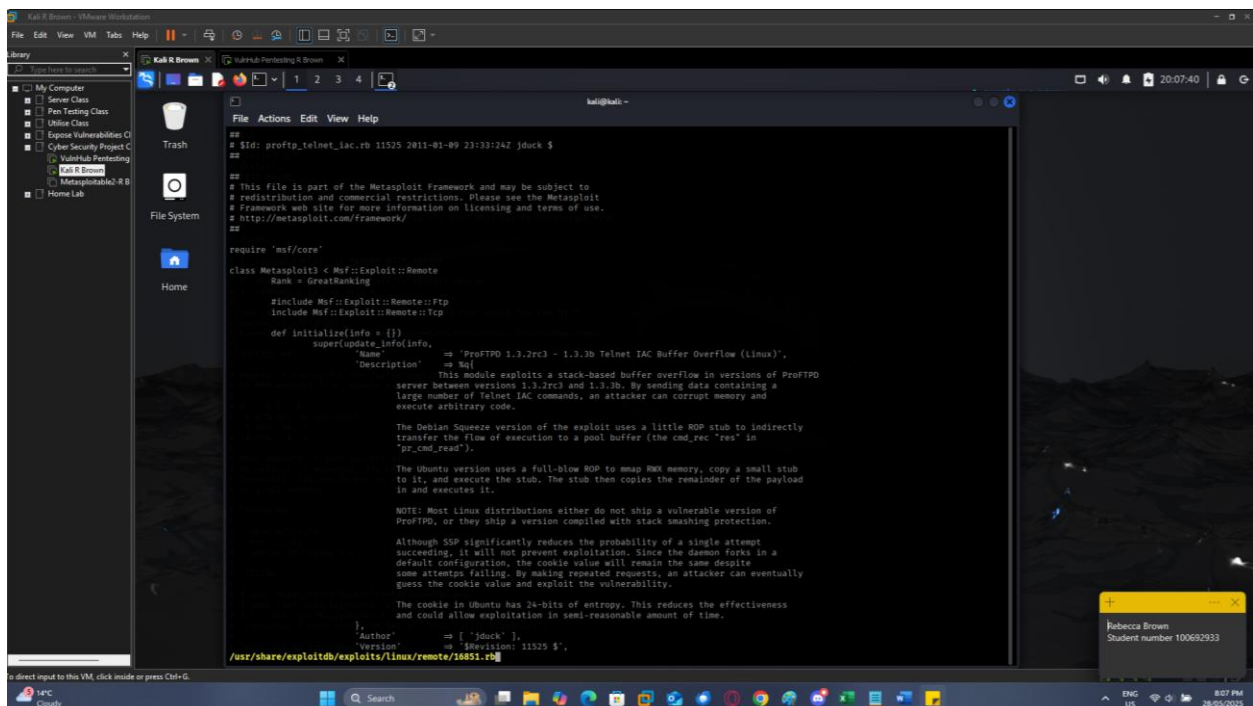 Kali R Brown - VMware Workstation
File Edit View VM Tabs Help
Library
Type here to search
My Computer
Server Class
Pen Testing Class
Utilise Class
Expose Vulnerabilities Cl
Cyber Security Project C
VulnHub Pentesting
Kali R Brown
Metasploitable2-R B
Home Lab
Kali R Brown
VulnHub Pentesting R Brown
1 2 3 4
20:07:40
Trash
File System
Home
kali@kali: ~
File Actions Edit View Help
##
# $Id: proftp_telnet_iac.rb 11525 2011-01-09 23:33:24Z jduck $
##
##
# This file is part of the Metasploit Framework and may be subject to
# redistribution and commercial restrictions. Please see the Metasploit
# Framework web site for more information on licensing and terms of use.
# http://metasploit.com/framework/
##
require 'msf/core'
class Metasploit3 < Msf::Exploit::Remote
Rank = GreatRanking
#include Msf::Exploit::Remote::Ftp
include Msf::Exploit::Remote::Tcp
def initialize(info = {})
super(update_info(info,
'Name' => 'ProFTPD 1.3.2rc3 - 1.3.3b Telnet IAC Buffer Overflow (Linux)',
'Description' => %q{
This module exploits a stack-based buffer overflow in versions of ProFTPD
server between versions 1.3.2rc3 and 1.3.3b. By sending data containing a
large number of Telnet IAC commands, an attacker can corrupt memory and
execute arbitrary code.
The Debian Squeeze version of the exploit uses a little ROP stub to indirectly
transfer the flow of execution to a pool buffer (the cmd_rec "res" in
"pr_cmd_read").
The Ubuntu version uses a full-blow ROP to mmap RWX memory, copy a small stub
to it, and execute the stub. The stub then copies the remainder of the payload
in and executes it.
NOTE: Most Linux distributions either do not ship a vulnerable version of
ProFTPD, or they ship a version compiled with stack smashing protection.
Although SSP significantly reduces the probability of a single attempt
succeeding, it will not prevent exploitation. Since the daemon forks in a
default configuration, the cookie value will remain the same despite
some attemtps failing. By making repeated requests, an attacker can eventually
guess the cookie value and exploit the vulnerability.
The cookie in Ubuntu has 24-bits of entropy. This reduces the effectiveness
and could allow exploitation in semi-reasonable amount of time.
},
'Author' => [ 'jduck' ],
'Version' => '$Revision: 11525 $',
/usr/share/exploitdb/exploits/linux/remote/16851.rb
Rebecca Brown
Student number 100692933
To direct input to this VM, click inside or press Ctrl+G.
5
14°C
Cloudy
Search
ENG
US
8:07 PM
28/05/2025